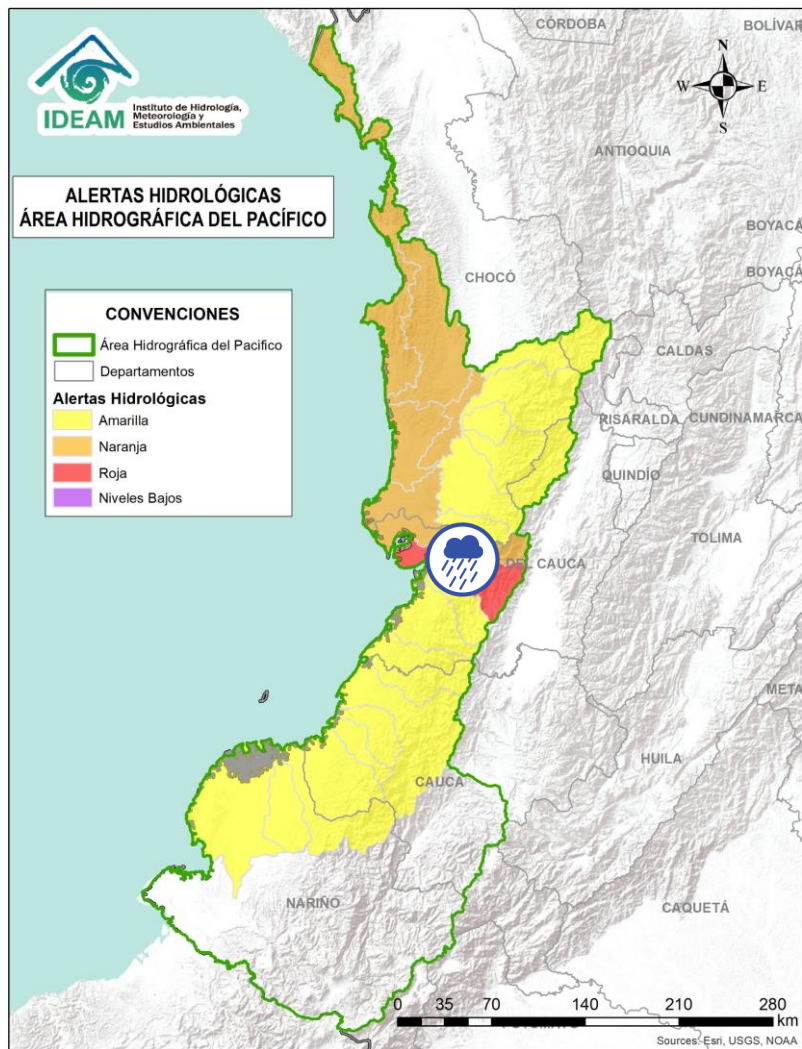 CÓRDOBA
BOLÍVAR
N
W
E
S
IDEAM
Instituto de Hidrología,
Meteorología y
Estudios Ambientales
ANTIOQUIA
ALERTAS HIDROLÓGICAS
ÁREA HIDROGRÁFICA DEL PACÍFICO
BOYACÁ
BOYACÁ
CHOCÓ
CONVENCIONES
Área Hidrográfica del Pacifico
Departamentos
Alertas Hidrológicas
Amarilla
Naranja
Roja
Niveles Bajos
CALDAS
RISARALDA
CUNDINAMARCA
QUINDÍO
TOLIMA
DEL CAUCA
META
HUILA
CAUCA
NARIÑO
CAQUETÁ
0 35 70 140 210 280
km
Sources: Esri, USGS, NOAA